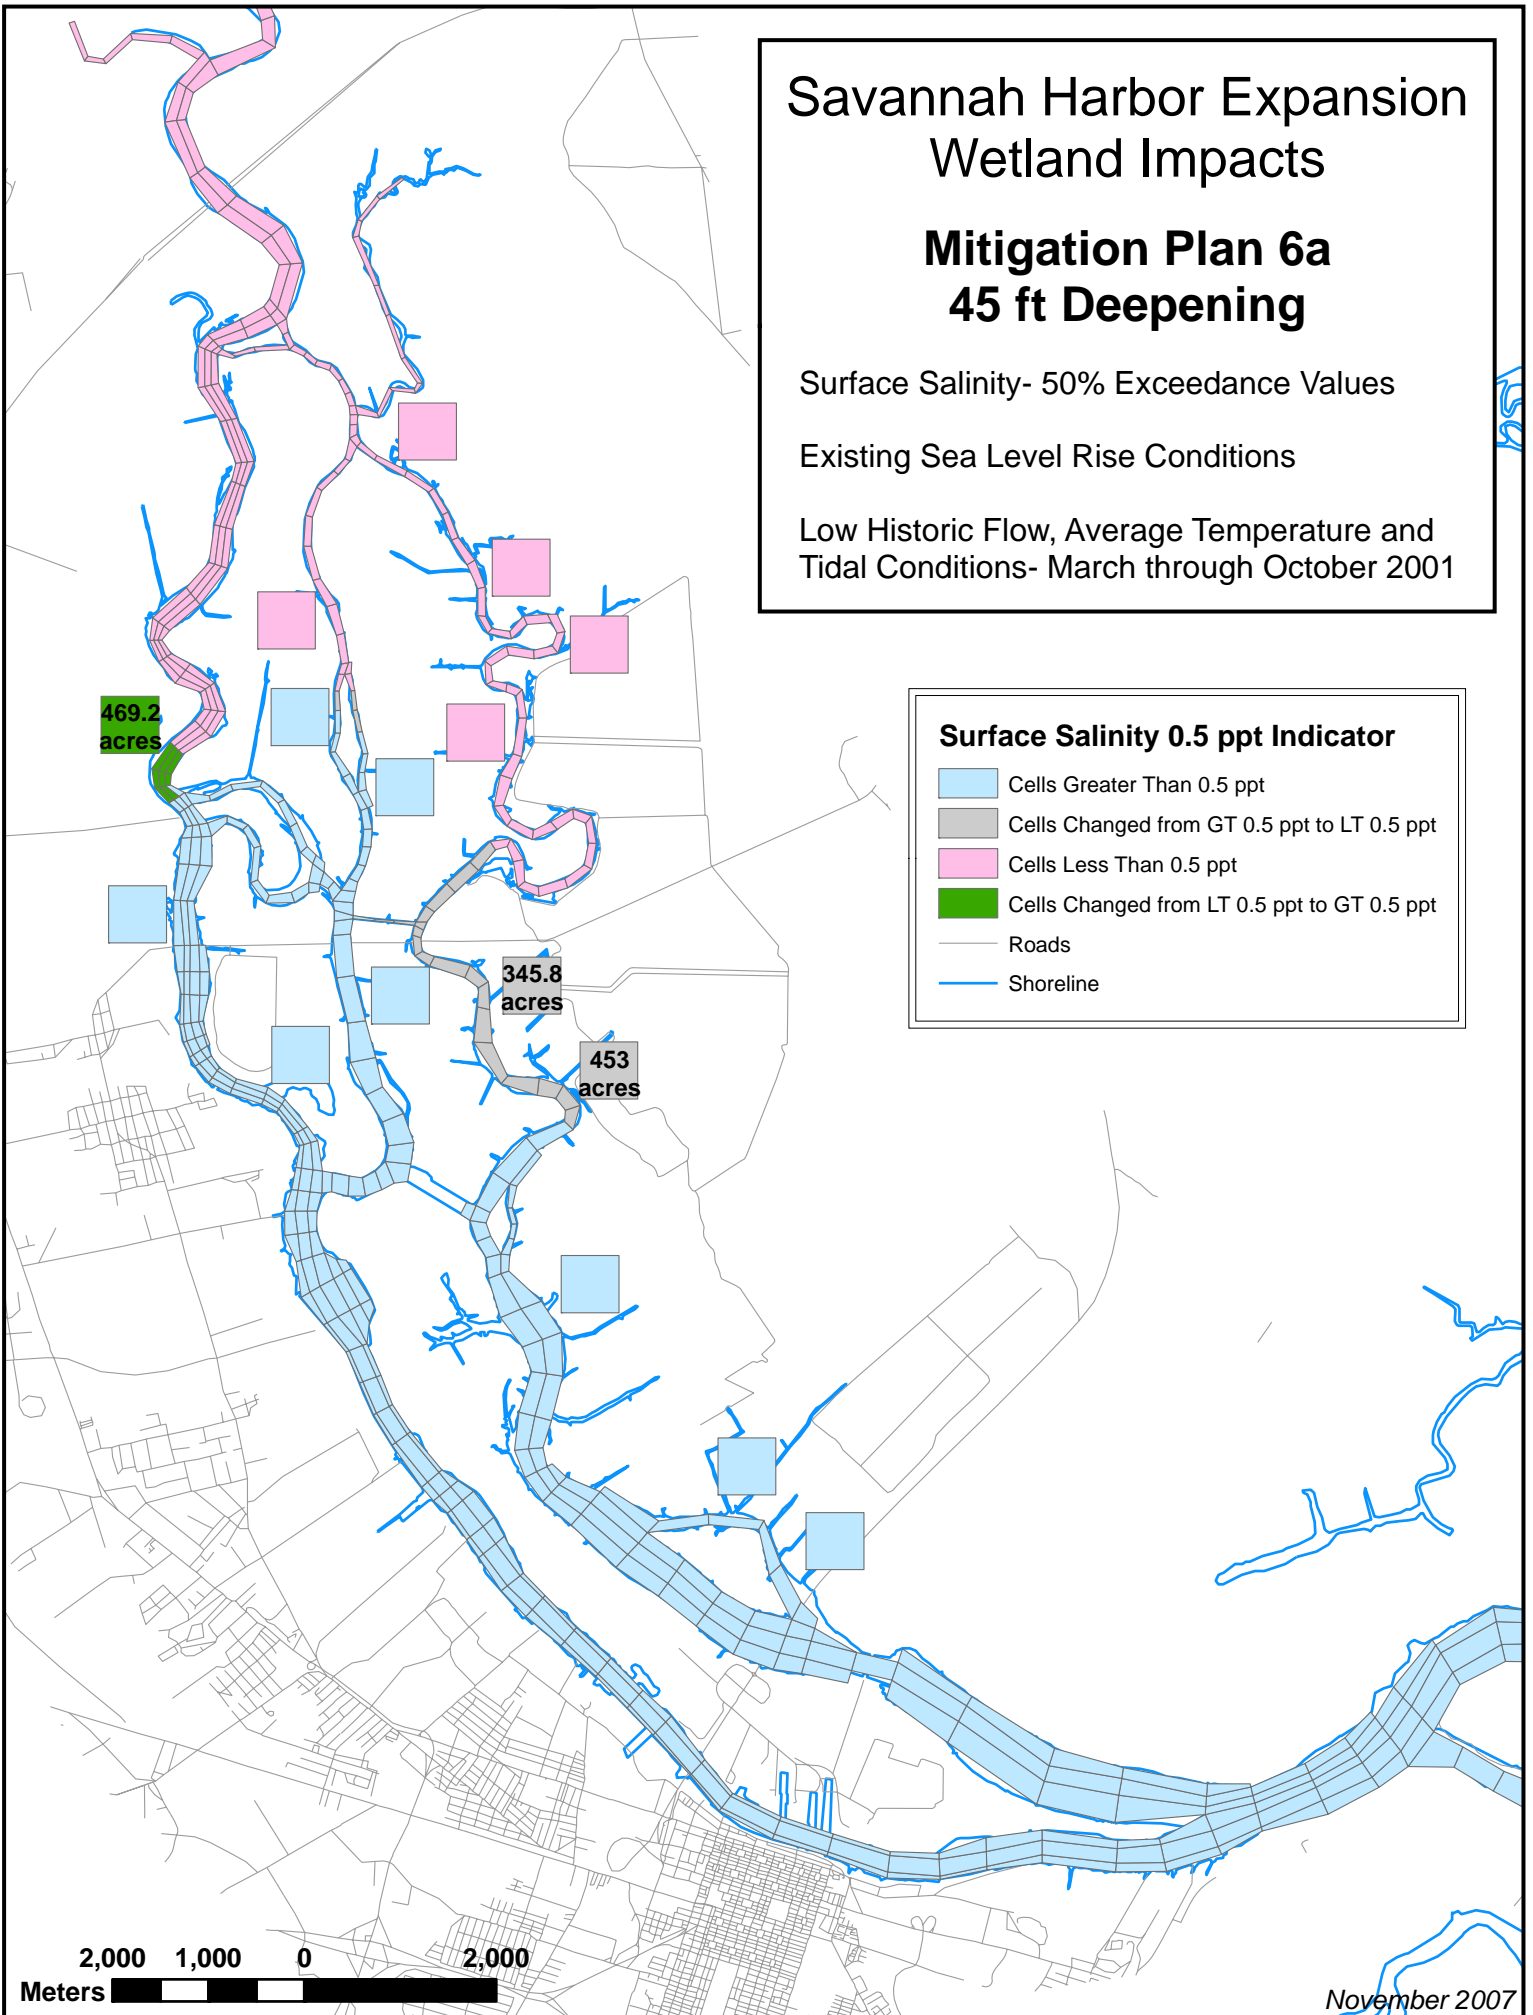 Savannah Harbor Expansion
Wetland Impacts
Mitigation Plan 6a
45 ft Deepening
Surface Salinity- 50% Exceedance Values
Existing Sea Level Rise Conditions
Low Historic Flow, Average Temperature and
Tidal Conditions- March through October 2001
469.2
acres
Surface Salinity 0.5 ppt Indicator
Cells Greater Than 0.5 ppt
Cells Changed from GT 0.5 ppt to LT 0.5 ppt
Cells Less Than 0.5 ppt
Cells Changed from LT 0.5 ppt to GT 0.5 ppt
Roads
Shoreline
345.8
acres
453
acres
2,000 1,000 0 2,000
Meters
November 2007